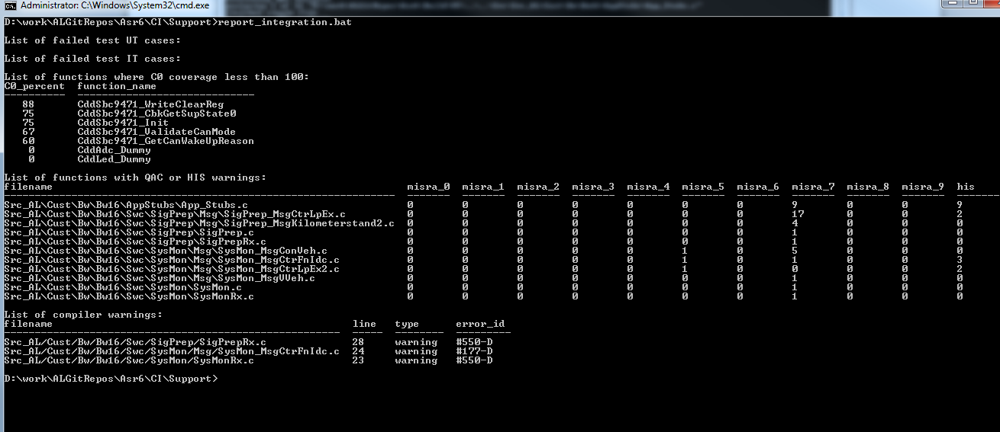 Administrator: C:\Windows\System32\cmd.exe
D:\work\ALGitRepos\Asr6\CI\Support>report_integration.bat
List of failed test UT cases:
List of failed test IT cases:
List of functions where C0 coverage less than 100:
C0_percent  function_name
----------  -----------------------------
88  CddSbc9471_WriteClearReg
75  CddSbc9471_CbkGetSupState0
75  CddSbc9471_Init
67  CddSbc9471_ValidateCanMode
60  CddSbc9471_GetCanWakeUpReason
0  CddAdc_Dummy
0  CddLed_Dummy
List of functions with QAC or HIS warnings:
filename  misra_0  misra_1  misra_2  misra_3  misra_4  misra_5  misra_6  misra_7  misra_8  misra_9  his
----------------------------------------------------------------  -------  -------  -------  -------  -------  -------  -------  -------  -------  -------  -------
Src_AL\Cust\Bw\Bw16\AppStubs\App_Stubs.c  0  0  0  0  0  0  0  9  0  0  9
Src_AL\Cust\Bw\Bw16\Swc\SigPrep\Msg\SigPrep_MsgCtrLpEx.c  0  0  0  0  0  0  0  17  0  0  2
Src_AL\Cust\Bw\Bw16\Swc\SigPrep\Msg\SigPrep_MsgKilometerstand2.c  0  0  0  0  0  0  0  4  0  0  0
Src_AL\Cust\Bw\Bw16\Swc\SigPrep\SigPrep.c  0  0  0  0  0  0  0  1  0  0  0
Src_AL\Cust\Bw\Bw16\Swc\SigPrep\SigPrepRx.c  0  0  0  0  0  0  0  1  0  0  0
Src_AL\Cust\Bw\Bw16\Swc\SysMon\Msg\SysMon_MsgConVeh.c  0  0  0  0  0  1  0  5  0  0  0
Src_AL\Cust\Bw\Bw16\Swc\SysMon\Msg\SysMon_MsgCtrFnIdc.c  0  0  0  0  0  1  0  1  0  0  3
Src_AL\Cust\Bw\Bw16\Swc\SysMon\Msg\SysMon_MsgCtrLpEx2.c  0  0  0  0  0  1  0  0  0  0  2
Src_AL\Cust\Bw\Bw16\Swc\SysMon\Msg\SysMon_MsgVVeh.c  0  0  0  0  0  0  0  1  0  0  0
Src_AL\Cust\Bw\Bw16\Swc\SysMon\SysMon.c  0  0  0  0  0  0  0  1  0  0  0
Src_AL\Cust\Bw\Bw16\Swc\SysMon\SysMonRx.c  0  0  0  0  0  0  0  1  0  0  0
List of compiler warnings:
filename  line  type  error_id
-------------------------------------------------------  -----  --------  ---------
Src_AL/Cust/Bw/Bw16/Swc/SigPrep/SigPrepRx.c  28  warning  #550-D
Src_AL/Cust/Bw/Bw16/Swc/SysMon/Msg/SysMon_MsgCtrFnIdc.c  24  warning  #177-D
Src_AL/Cust/Bw/Bw16/Swc/SysMon/SysMonRx.c  23  warning  #550-D
D:\work\ALGitRepos\Asr6\CI\Support>